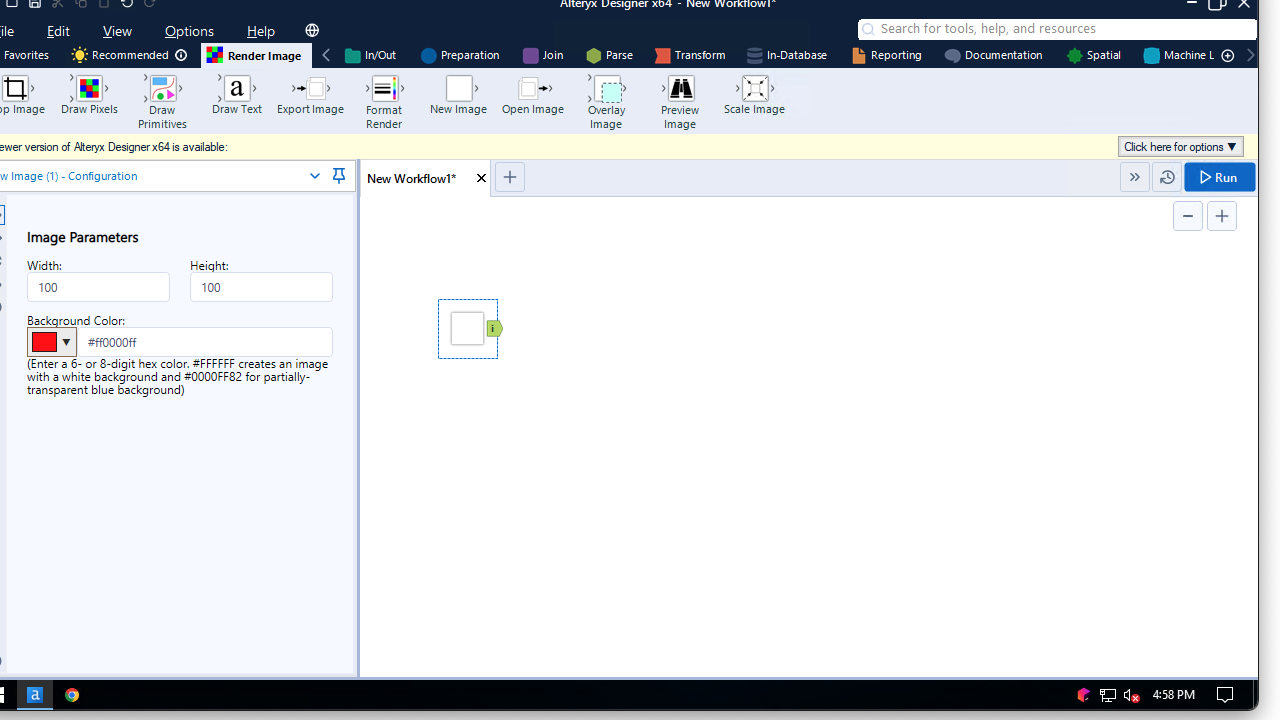 Alteryx Designer x64 - New Workflow1*
Edit View Options Help
Search for tools, help, and resources
Favorites Recommended Render Image In/Out Preparation Join Parse Transform In-Database Reporting Documentation Spatial Machine L
Draw Pixels
Draw Primitives
a
Draw Text
Export Image
Format Render
New Image
Open Image
Overlay Image
Preview Image
Scale Image
version of Alteryx Designer x64 is available:
Click here for options ▼
Image (1) - Configuration
New Workflow1*
Run
Image Parameters
Width:
Height:
100
100
Background Color:
#ff0000ff
(Enter a 6- or 8-digit hex color. #FFFFFF creates an image
with a white background and #0000FF82 for partially-
transparent blue background)
i
a
4:58 PM